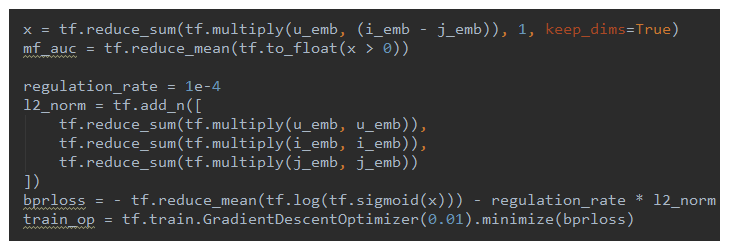 x = tf.reduce_sum(tf.multiply(u_emb, (i_emb - j_emb)), 1, keep_dims=True)
mf_auc = tf.reduce_mean(tf.to_float(x > 0))
regulation_rate = 1e-4
l2_norm = tf.add_n([
    tf.reduce_sum(tf.multiply(u_emb, u_emb)),
    tf.reduce_sum(tf.multiply(i_emb, i_emb)),
    tf.reduce_sum(tf.multiply(j_emb, j_emb))
])
bprloss = - tf.reduce_mean(tf.log(tf.sigmoid(x))) - regulation_rate * l2_norm
train_op = tf.train.GradientDescentOptimizer(0.01).minimize(bprloss)